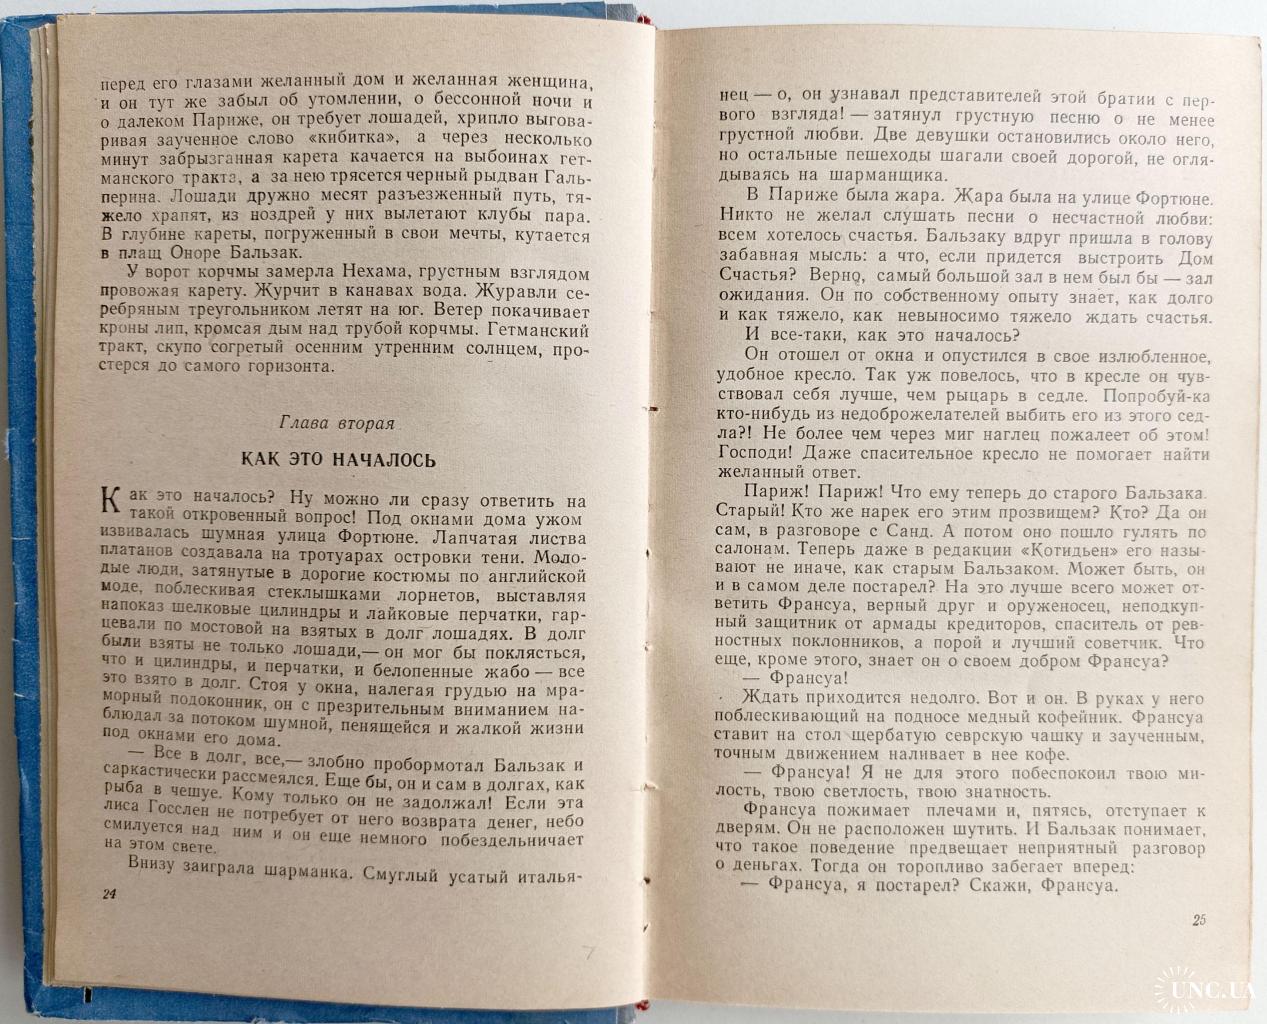 перед его глазами желанный дом и желанная женщина,
и он тут же забыл об утомлении, о бессонной ночи и
о далеком Париже, он требует лошадей, хрипло выгова-
ривая заученное слово «кибитка», а через несколько
минут забрызганная карета качается на выбоинах гет-
манского тракта, а за нею трясется черный рыдван Галь-
перина. Лошади дружно месят разъезженный путь, тя-
жело храпят, из ноздрей у них вылетают клубы пара.
В глубине кареты, погруженный в свои мечты, кутается
в плащ Оноре Бальзак.
У ворот корчмы замерла Нехама, грустным взглядом
провожая карету. Журчит в канавах вода. Журавли се-
ребряным треугольником летят на юг. Ветер покачивает
кроны лип, кромсая дым над трубой корчмы. Гетманский
тракт, скупо согретый осенним утренним солнцем, про-
стерся до самого горизонта.
Глава вторая
КАК ЭТО НАЧАЛОСЬ
Как это началось? Ну можно ли сразу ответить на
такой откровенный вопрос! Под окнами дома ужом
извивалась шумная улица Фортюне. Лапчатая листва
платанов создавала на тротуарах островки тени. Моло-
дые люди, затянутые в дорогие костюмы по английской
моде, поблескивая стеклышками лорнетов, выставляя
напоказ шелковые цилиндры и лайковые перчатки, гар-
цевали по мостовой на взятых в долг лошадях. В долг
были взяты не только лошади,— он мог бы поклясться,
что и цилиндры, и перчатки, и белопенные жабо — все
это взято в долг. Стоя у окна, налегая грудью на мра-
морный подоконник, он с презрительным вниманием на-
блюдал за потоком шумной, пенящейся и жалкой жизни
под окнами его дома.
— Все в долг, все,— злобно пробормотал Бальзак и
саркастически рассмеялся. Еще бы, он и сам в долгах, как
рыба в чешуе. Кому только он не задолжал! Если эта
лиса Госслен не потребует от него возврата денег, небо
смилуется над ним и он еще немного побездельничает
на этом свете.
Внизу заиграла шарманка. Смуглый усатый италья-
24
нец — о, он узнавал представителей этой братии с пер-
вого взгляда! — затянул грустную песню о не менее
грустной любви. Две девушки остановились около него,
но остальные пешеходы шагали своей дорогой, не огля-
дываясь на шарманщика.
В Париже была жара. Жара была на улице Фортюне.
Никто не желал слушать песни о несчастной любви:
всем хотелось счастья. Бальзаку вдруг пришла в голову
забавная мысль: а что, если придется выстроить Дом
Счастья? Верно, самый большой зал в нем был бы — зал
ожидания. Он по собственному опыту знает, как долго
и как тяжело, как невыносимо тяжело ждать счастья.
И все-таки, как это началось?
Он отошел от окна и опустился в свое излюбленное,
удобное кресло. Так уж повелось, что в кресле он чув-
ствовал себя лучше, чем рыцарь в седле. Попробуй-ка
кто-нибудь из недоброжелателей выбить его из этого сед-
ла?! Не более чем через миг наглец пожалеет об этом!
Господи! Даже спасительное кресло не помогает найти
желанный ответ.
Париж! Париж! Что ему теперь до старого Бальзака.
Старый! Кто же нарек его этим прозвищем? Кто? Да он
сам, в разговоре с Санд. А потом оно пошло гулять по
салонам. Теперь даже в редакции «Котидьен» его назы-
вают не иначе, как старым Бальзаком. Может быть, он
и в самом деле постарел? На это лучше всего может от-
ветить Франсуа, верный друг и оруженосец, неподкуп-
ный защитник от армады кредиторов, спаситель от рев-
ностных поклонников, а порой и лучший советчик. Что
еще, кроме этого, знает он о своем добром Франсуа?
— Франсуа!
Ждать приходится недолго. Вот и он. В руках у него
поблескивающий на подносе медный кофейник. Франсуа
ставит на стол щербатую севрскую чашку и заученным,
точным движением наливает в нее кофе.
— Франсуа! Я не для этого побеспокоил твою ми-
лость, твою светлость, твою знатность.
Франсуа пожимает плечами и, пятясь, отступает к
дверям. Он не расположен шутить. И Бальзак понимает,
что такое поведение предвещает неприятный разговор
о деньгах. Тогда он торопливо забегает вперед:
— Франсуа, я постарел? Скажи, Франсуа.
25
7
UNC.UA